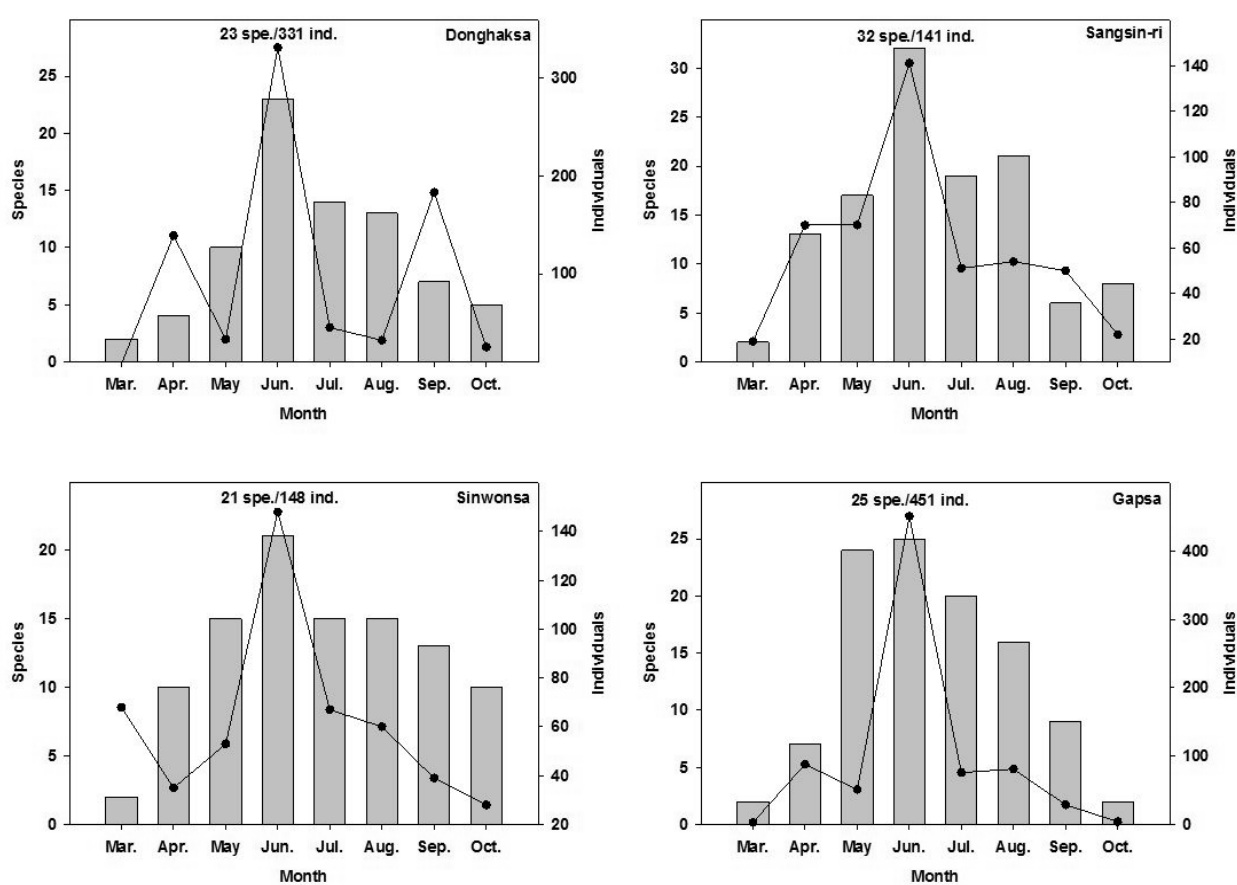 23 spe./331 ind.
Donghaksa
Species
25
20
15
10
5
0
300
200
100
Individuals
Mar. Apr. May Jun. Jul. Aug. Sep. Oct.
Month
32 spe./141 ind.
Sangsin-ri
Species
30
25
20
15
10
5
0
140
120
100
80
60
40
20
Individuals
Mar. Apr. May Jun. Jul. Aug. Sep. Oct.
Month
21 spe./148 ind.
Sinwonsa
Species
20
15
10
5
0
140
120
100
80
60
40
20
Individuals
Mar. Apr. May Jun. Jul. Aug. Sep. Oct.
Month
25 spe./451 ind.
Gapsa
Species
25
20
15
10
5
0
400
300
200
100
0
Individuals
Mar. Apr. May Jun. Jul. Aug. Sep. Oct.
Month